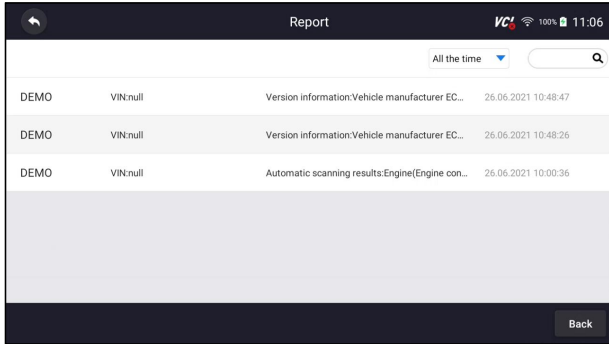 Report
VCI 100% 11:06
All the time
DEMO VIN:null Version information:Vehicle manufacturer EC... 26.06.2021 10:48:47
DEMO VIN:null Version information:Vehicle manufacturer EC... 26.06.2021 10:48:26
DEMO VIN:null Automatic scanning results:Engine(Engine con... 26.06.2021 10:00:36
Back